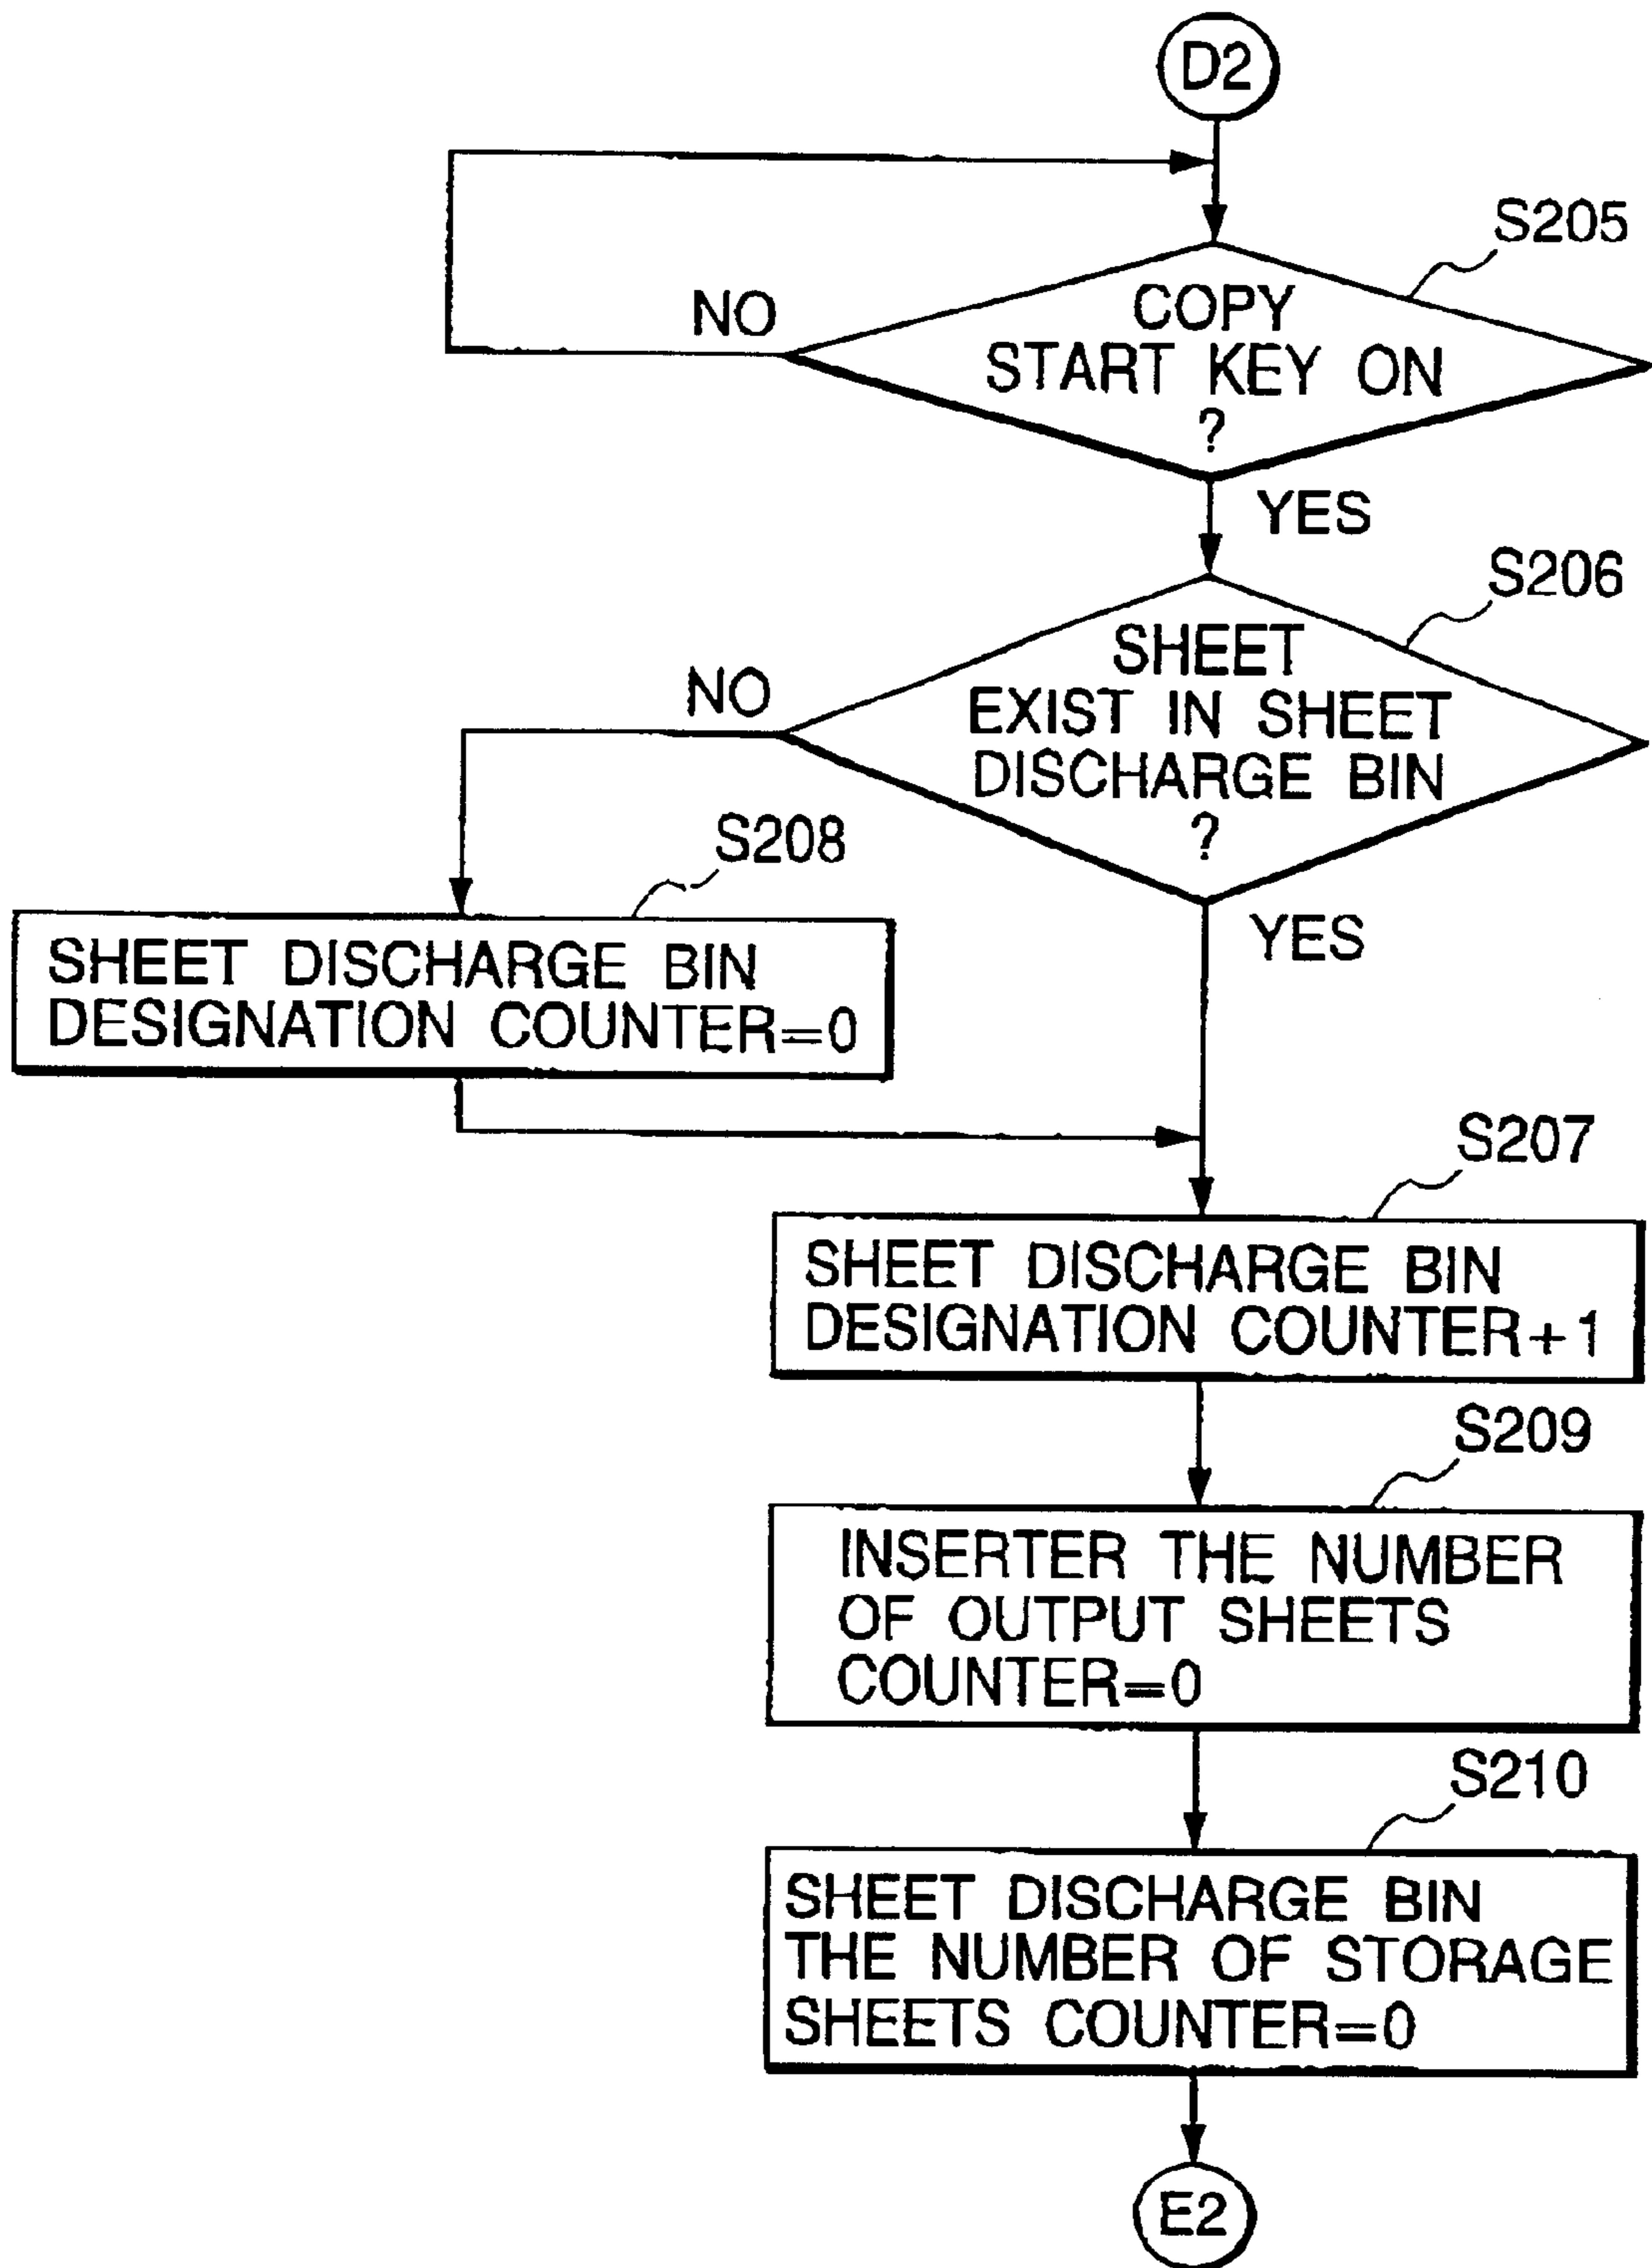 D2
S205
NO
COPY
START KEY ON
?
YES
S206
NO
SHEET
EXIST IN SHEET
DISCHARGE BIN
?
S208
YES
SHEET DISCHARGE BIN
DESIGNATION COUNTER=0
S207
SHEET DISCHARGE BIN
DESIGNATION COUNTER+1
S209
INSERTER THE NUMBER
OF OUTPUT SHEETS
COUNTER=0
S210
SHEET DISCHARGE BIN
THE NUMBER OF STORAGE
SHEETS COUNTER=0
E2